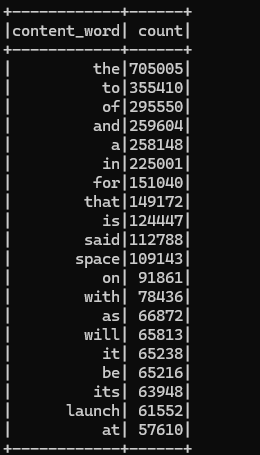 +------------+------+
|content_word| count|
+------------+------+
|         the|705005|
|          to|355410|
|          of|295550|
|         and|259604|
|           a|258148|
|          in|225001|
|         for|151040|
|        that|149172|
|          is|124447|
|        said|112788|
|       space|109143|
|          on| 91861|
|        with| 78436|
|          as| 66872|
|        will| 65813|
|          it| 65238|
|          be| 65216|
|         its| 63948|
|      launch| 61552|
|          at| 57610|
+------------+------+